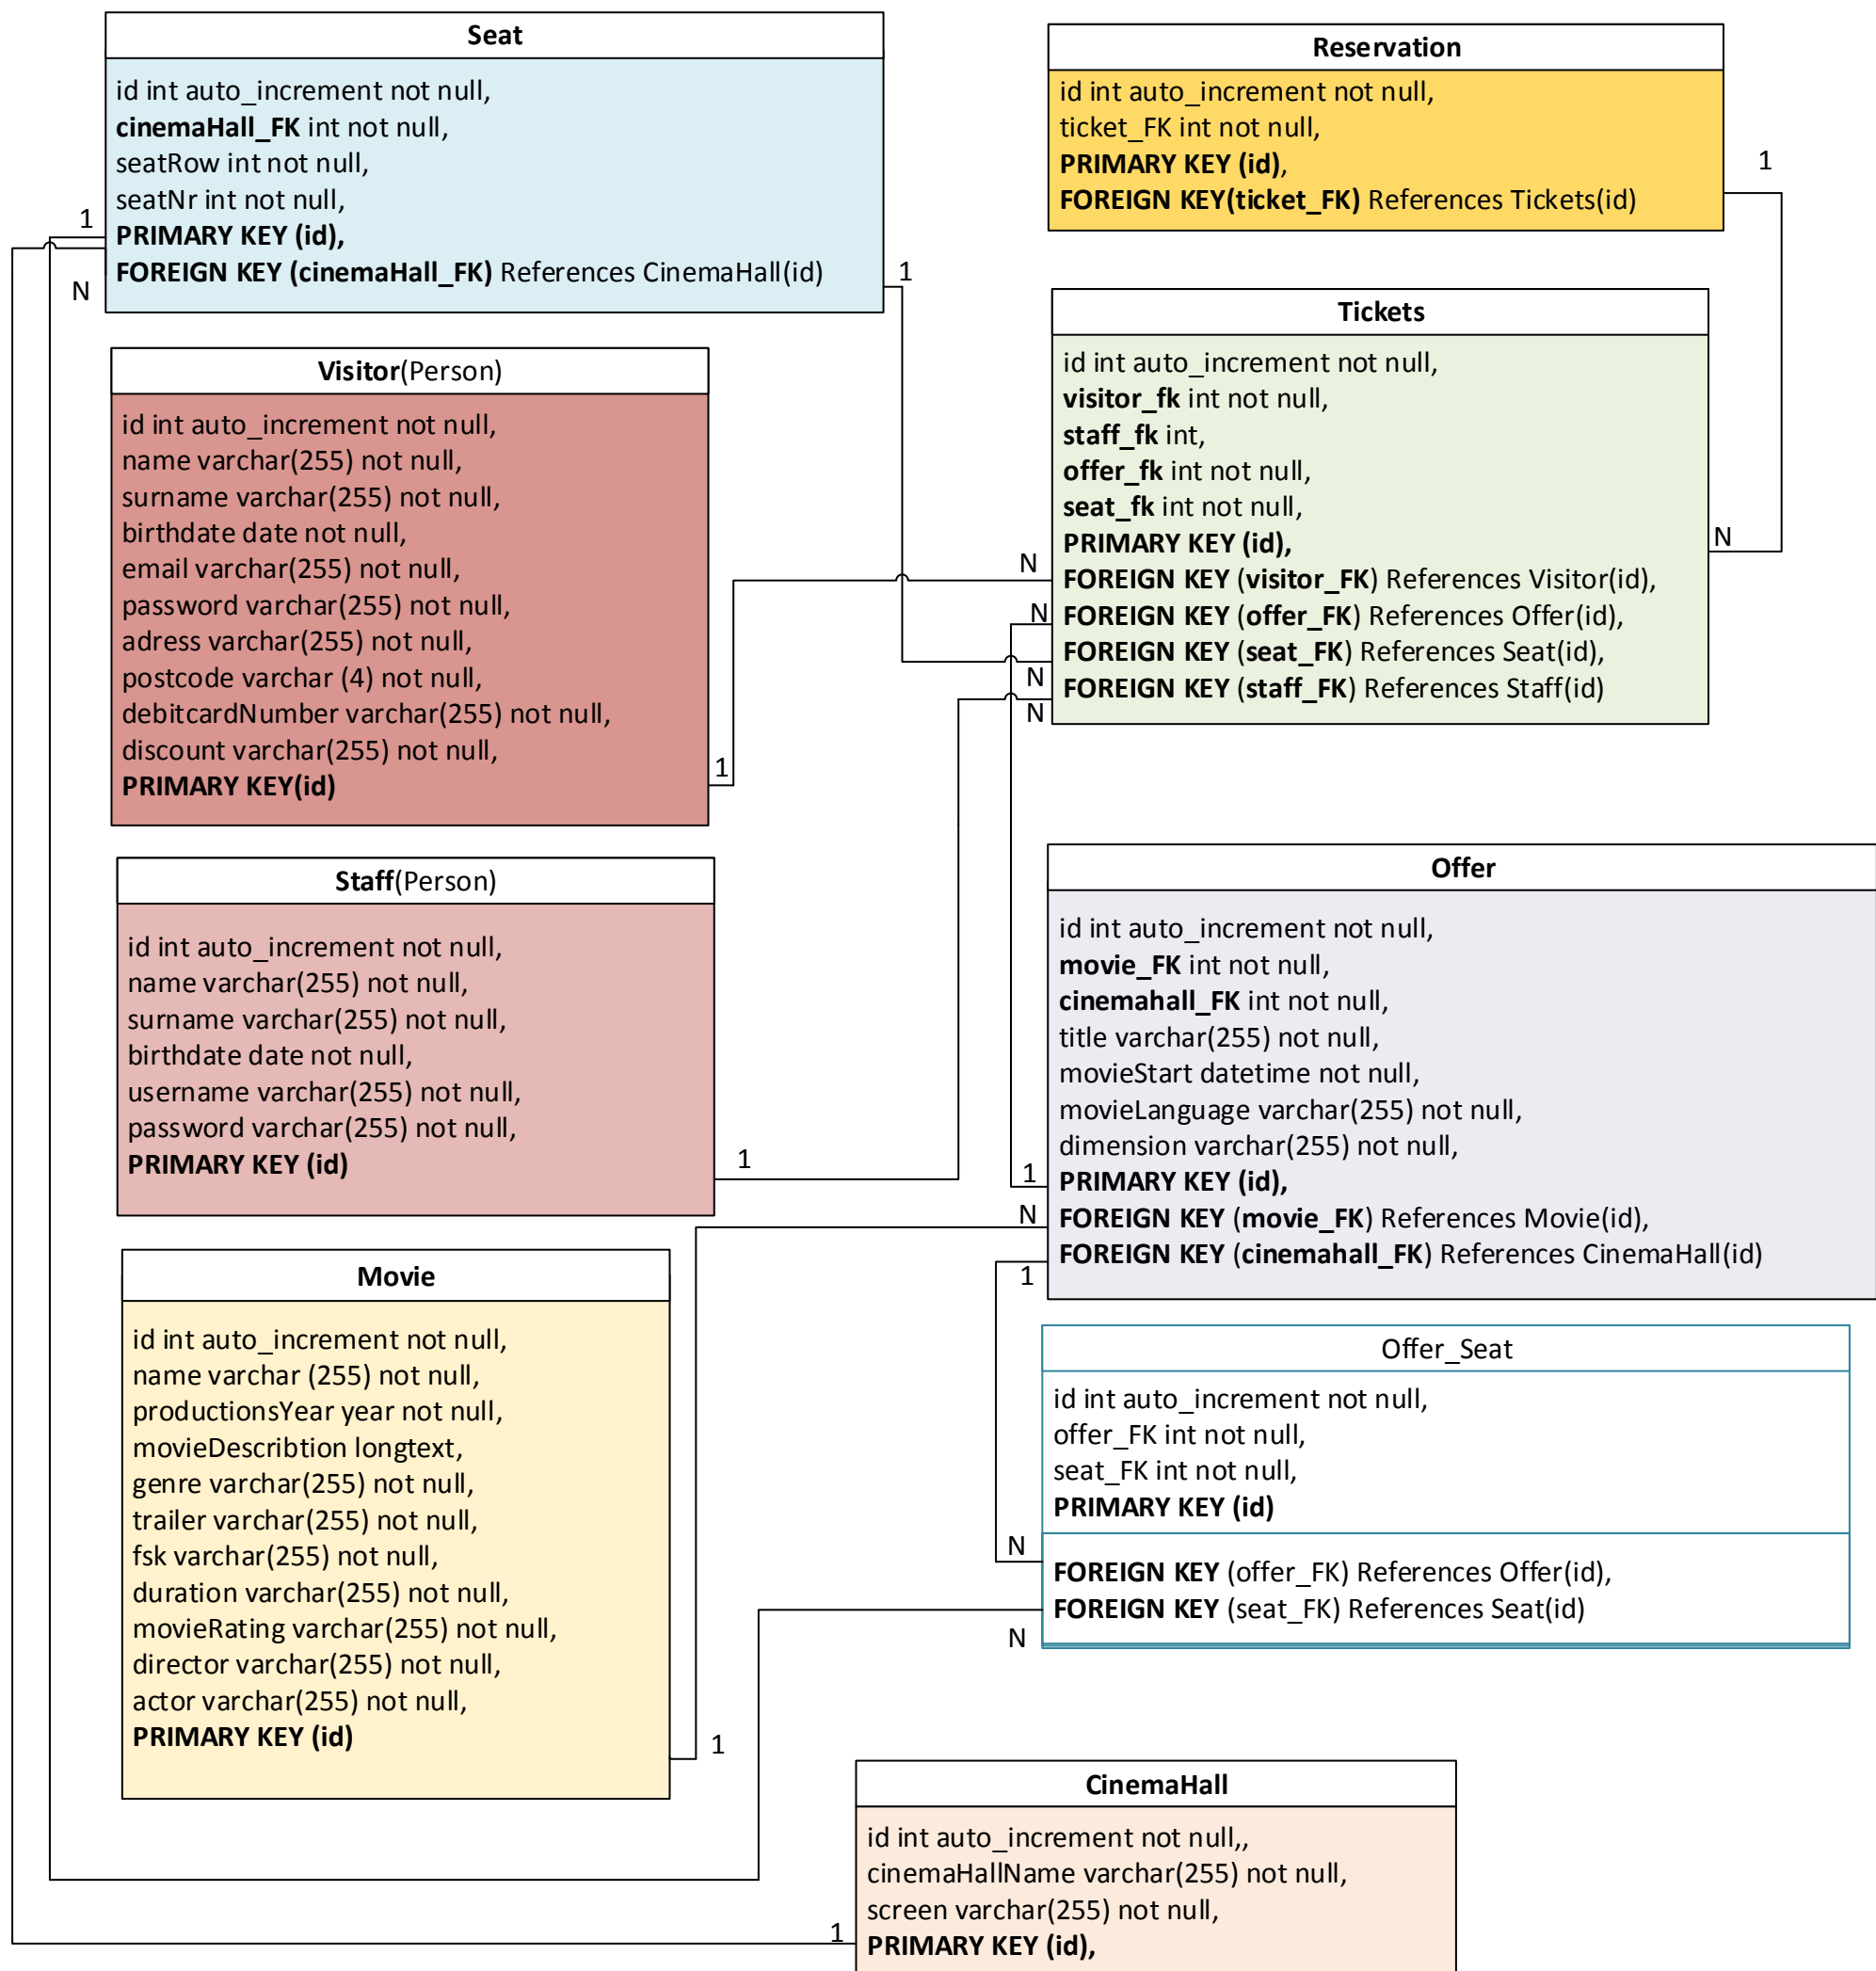 Seat
id int auto_increment not null,
cinemaHall_FK int not null,
seatRow int not null,
seatNr int not null,
PRIMARY KEY (id),
FOREIGN KEY (cinemaHall_FK) References CinemaHall(id)
1
N
1
Reservation
id int auto_increment not null,
ticket_FK int not null,
PRIMARY KEY (id),
FOREIGN KEY(ticket_FK) References Tickets(id)
1
Visitor(Person)
id int auto_increment not null,
name varchar(255) not null,
surname varchar(255) not null,
birthdate date not null,
email varchar(255) not null,
password varchar(255) not null,
adress varchar(255) not null,
postcode varchar (4) not null,
debitcardNumber varchar(255) not null,
discount varchar(255) not null,
PRIMARY KEY(id)
1
Tickets
id int auto_increment not null,
visitor_fk int not null,
staff_fk int,
offer_fk int not null,
seat_fk int not null,
PRIMARY KEY (id),
FOREIGN KEY (visitor_FK) References Visitor(id),
FOREIGN KEY (offer_FK) References Offer(id),
FOREIGN KEY (seat_FK) References Seat(id),
FOREIGN KEY (staff_FK) References Staff(id)
N
N
N
N
N
Staff(Person)
id int auto_increment not null,
name varchar(255) not null,
surname varchar(255) not null,
birthdate date not null,
username varchar(255) not null,
password varchar(255) not null,
PRIMARY KEY (id)
1
Offer
id int auto_increment not null,
movie_FK int not null,
cinemahall_FK int not null,
title varchar(255) not null,
movieStart datetime not null,
movieLanguage varchar(255) not null,
dimension varchar(255) not null,
PRIMARY KEY (id),
FOREIGN KEY (movie_FK) References Movie(id),
FOREIGN KEY (cinemahall_FK) References CinemaHall(id)
1
N
1
Movie
id int auto_increment not null,
name varchar (255) not null,
productionsYear year not null,
movieDescribtion longtext,
genre varchar(255) not null,
trailer varchar(255) not null,
fsk varchar(255) not null,
duration varchar(255) not null,
movieRating varchar(255) not null,
director varchar(255) not null,
actor varchar(255) not null,
PRIMARY KEY (id)
1
Offer_Seat
id int auto_increment not null,
offer_FK int not null,
seat_FK int not null,
PRIMARY KEY (id)
FOREIGN KEY (offer_FK) References Offer(id),
FOREIGN KEY (seat_FK) References Seat(id)
N
N
CinemaHall
id int auto_increment not null,,
cinemaHallName varchar(255) not null,
screen varchar(255) not null,
PRIMARY KEY (id),
1